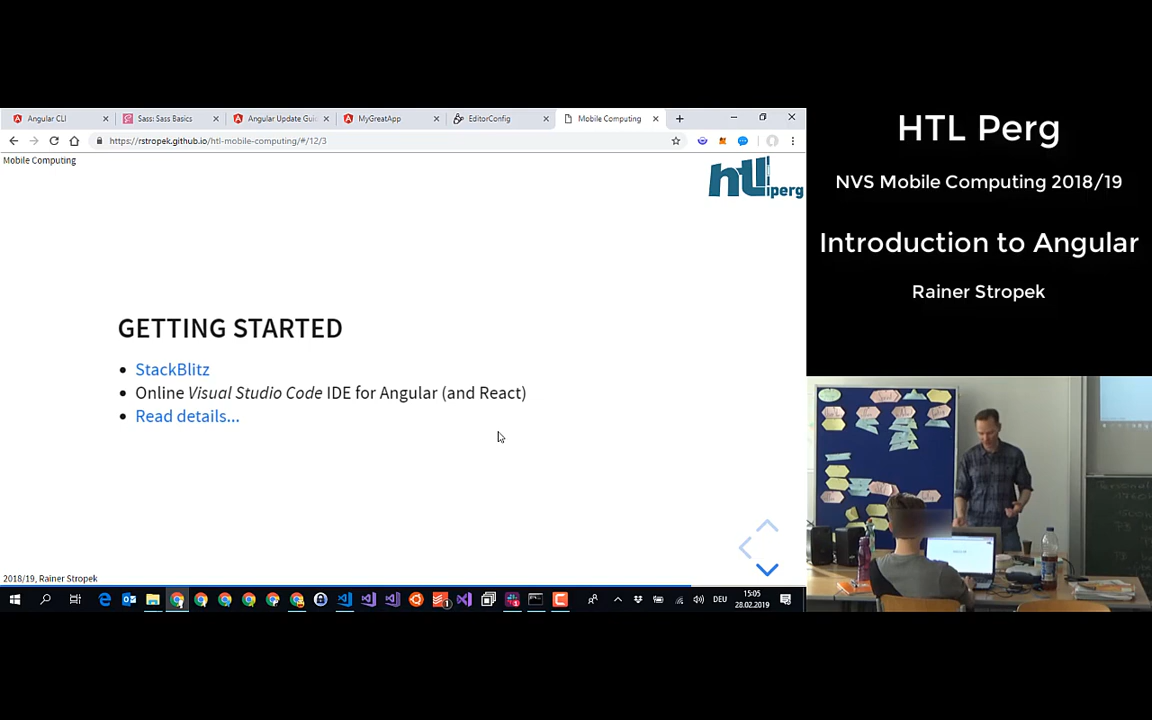 Angular CLI
Sass: Sass Basics
Angular Update Gui
MyGreatApp
EditorConfig
Mobile Computing
https://rstropek.github.io/htl-mobile-computing/#/12/3
Mobile Computing
htl perg
GETTING STARTED
StackBlitz
Online Visual Studio Code IDE for Angular (and React)
Read details...
2018/19, Rainer Stropek
DEU
15:05
28.02.2019
HTL Perg
NVS Mobile Computing 2018/19
Introduction to Angular
Rainer Stropek